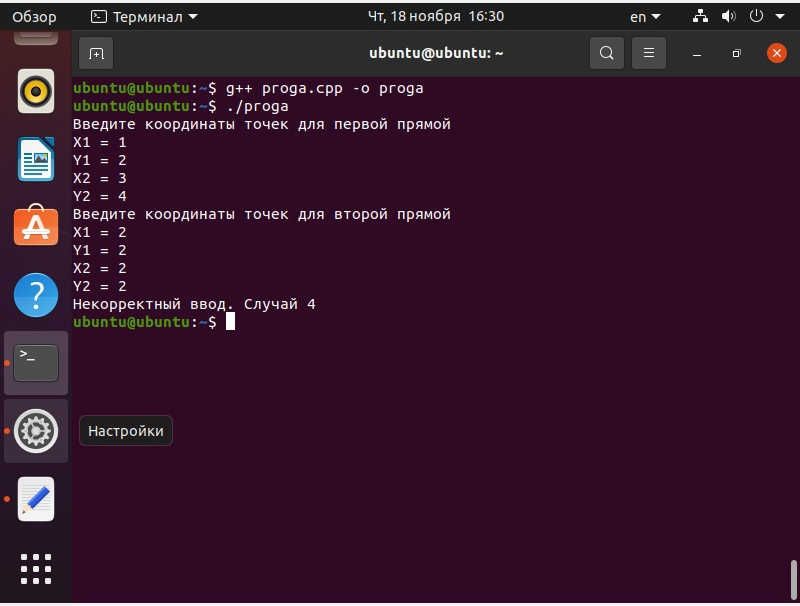 Обзор
Терминал
Чт, 18 ноября 16:30
en
ubuntu@ubuntu: ~
ubuntu@ubuntu:~$ g++ proga.cpp -o proga
ubuntu@ubuntu:~$ ./proga
Введите координаты точек для первой прямой
X1 = 1
Y1 = 2
X2 = 3
Y2 = 4
Введите координаты точек для второй прямой
X1 = 2
Y1 = 2
X2 = 2
Y2 = 2
Некорректный ввод. Случай 4
ubuntu@ubuntu:~$
Настройки